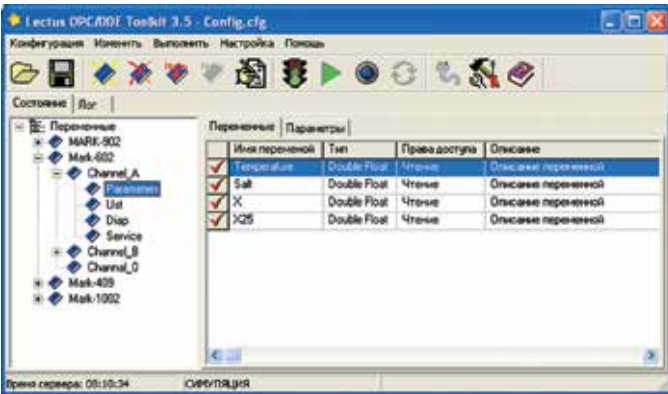 Lectus OPC/DDE Toolkit 3.5 - Config.cfg
Конфигурация Изменить Выполнить Настройка Помощь
Состояние Лог
Переменные
MARK-902
Mark-602
Channel_A
Parameters
Ust
Diap
Service
Channel_B
Channel_0
Mark-409
Mark-1002
Переменные Параметры
Имя переменной Тип Права доступа Описание
Temperature Double Float Чтение Описание переменной
Salt Double Float Чтение Описание переменной
X Double Float Чтение Описание переменной
X25 Double Float Чтение Описание переменной
Время сервера: 08:10:34 СИМУЛЯЦИЯ